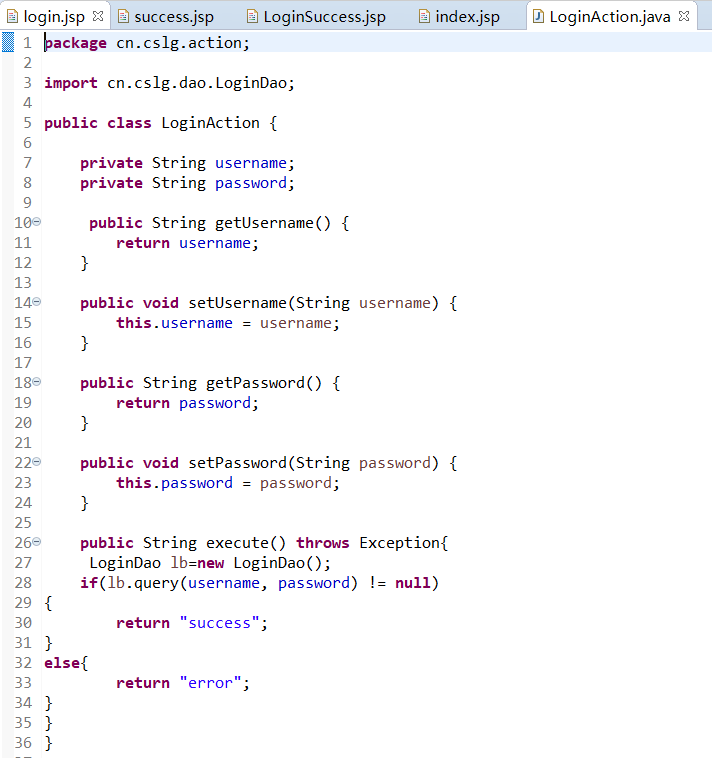 login.jsp success.jsp LoginSuccess.jsp index.jsp LoginAction.java
1 package cn.cslg.action;
2
3 import cn.cslg.dao.LoginDao;
4
5 public class LoginAction {
6
7     private String username;
8     private String password;
9
10      public String getUsername() {
11         return username;
12     }
13
14     public void setUsername(String username) {
15         this.username = username;
16     }
17
18     public String getPassword() {
19         return password;
20     }
21
22     public void setPassword(String password) {
23         this.password = password;
24     }
25
26     public String execute() throws Exception{
27      LoginDao lb=new LoginDao();
28     if(lb.query(username, password) != null)
29 {
30         return "success";
31 }
32 else{
33         return "error";
34 }
35 }
36 }